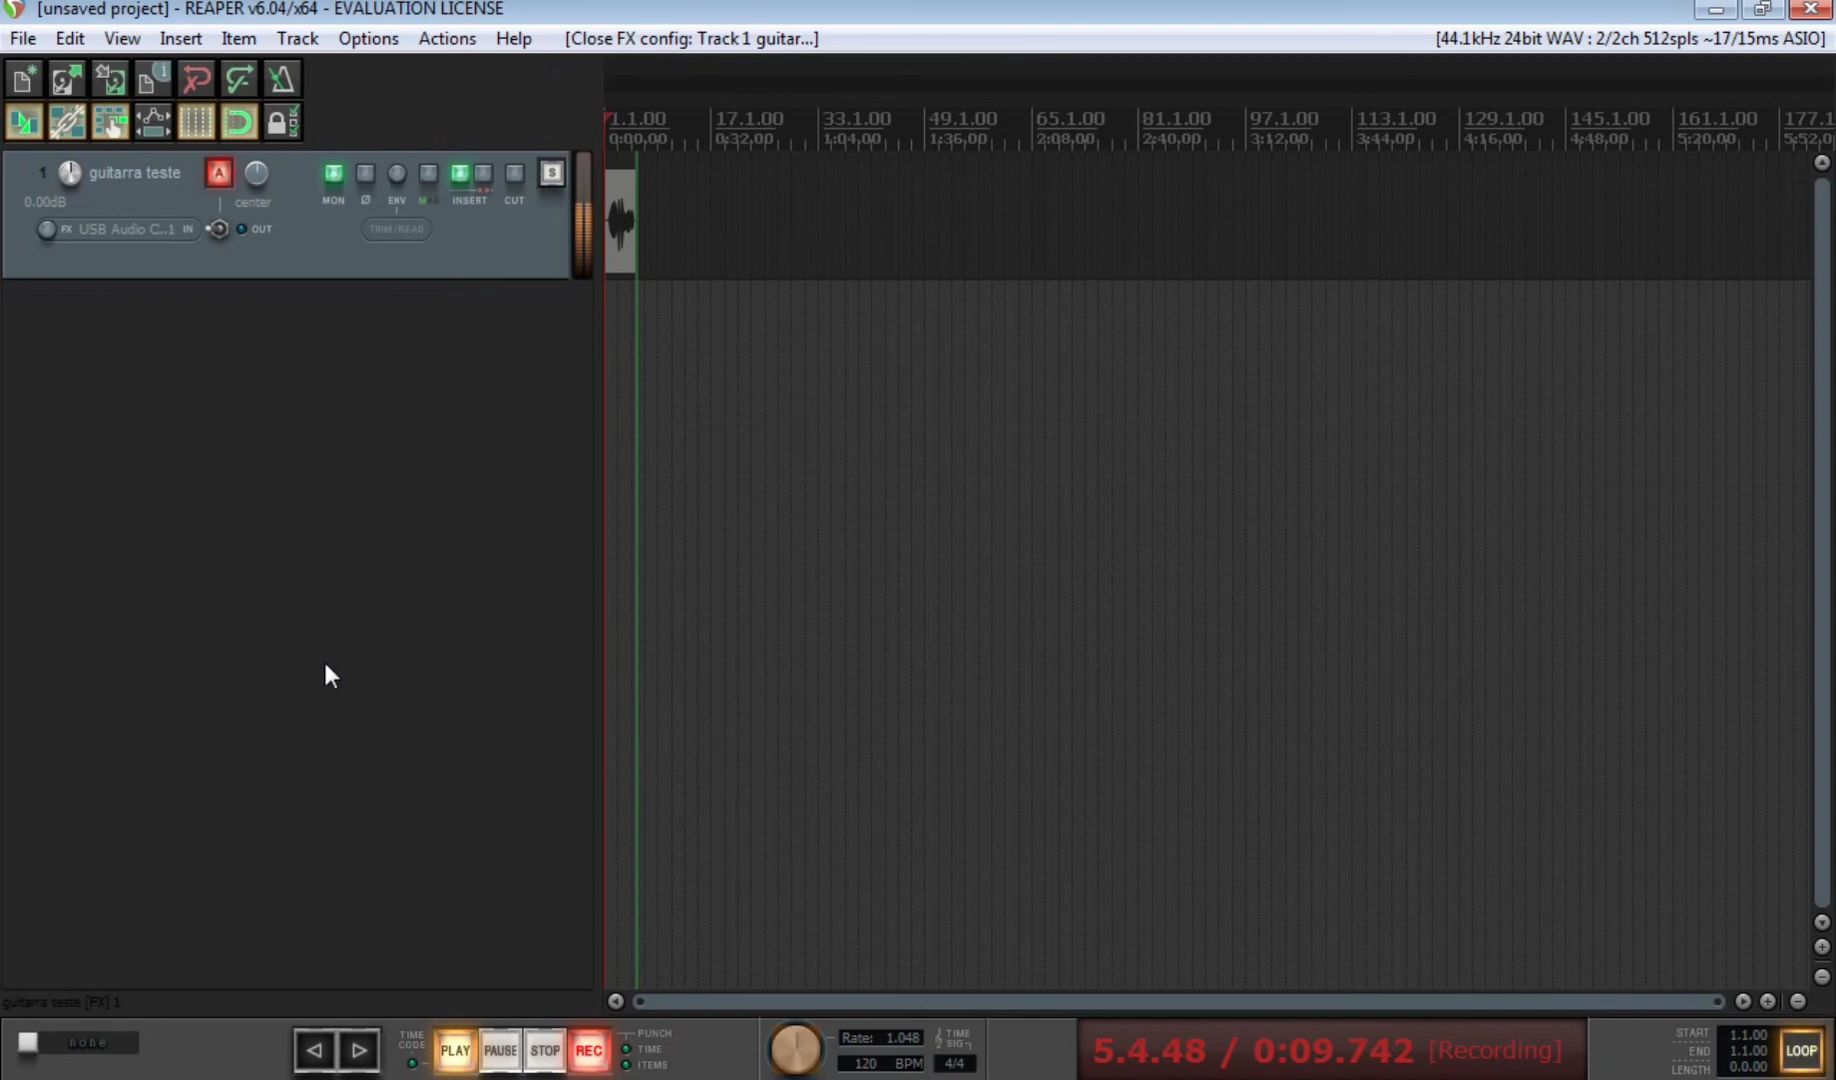 [unsaved project] - REAPER v6.04/x64 - EVALUATION LICENSE
File Edit View Insert Item Track Options Actions Help [Close FX config: Track 1 guitar...] [44.1kHz 24bit WAV : 2/2ch 512spls ~17/15ms ASIO]
1.1.00 17.1.00 33.1.00 49.1.00 65.1.00 81.1.00 97.1.00 113.1.00 129.1.00 145.1.00 161.1.00 177.1
0:00.00 0:32.00 1:04.00 1:36.00 2:08.00 2:40.00 3:12.00 3:44.00 4:16.00 4:48.00 5:20.00 5:52.0
1 guitarra teste A S
0.00dB center MON Ø ENV INSERT CUT
FX USB Audio C..1 IN OUT TRIM/READ
guitarra teste [FX] 1
none
TIME CODE
PLAY PAUSE STOP REC
PUNCH
TIME
ITEMS
Rate: 1.048
120 BPM
TIME SIG
4/4
5.4.48 / 0:09.742 [Recording]
START 1.1.00
END 1.1.00
LENGTH 0.0.00
LOOP